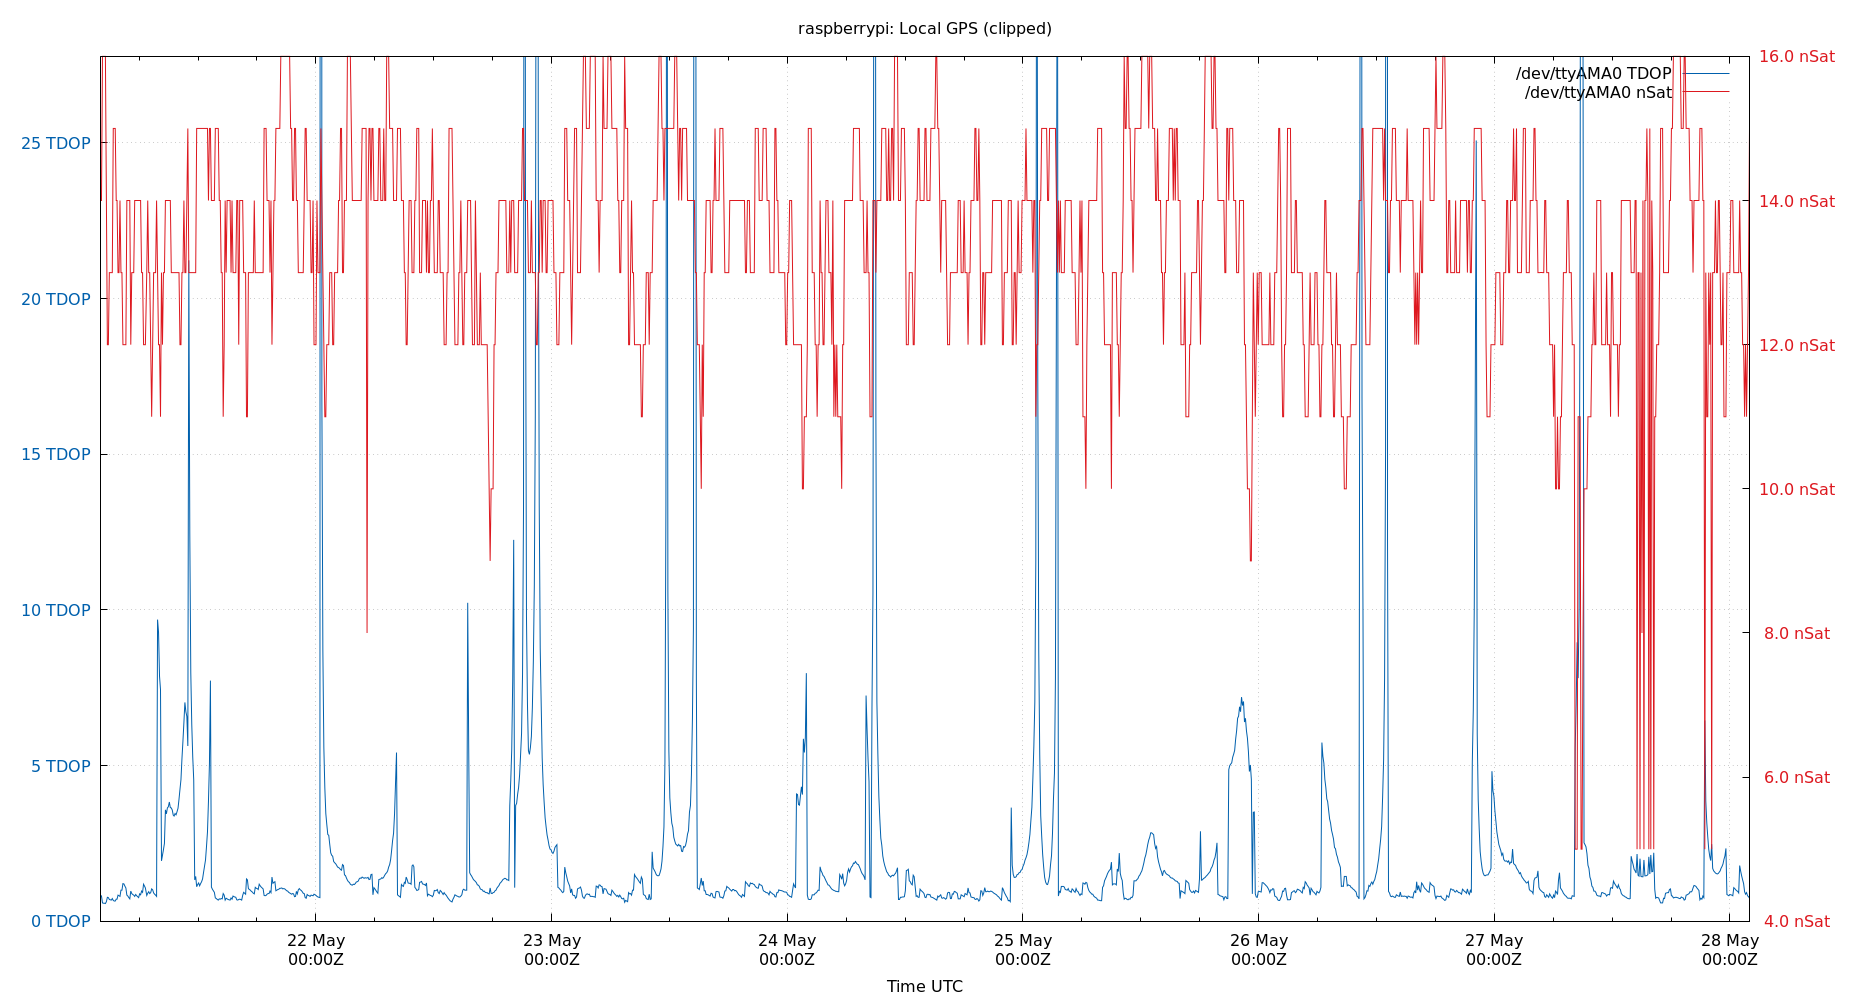 raspberrypi: Local GPS (clipped)
/dev/ttyAMA0 TDOP
/dev/ttyAMA0 nSat
25 TDOP
20 TDOP
15 TDOP
10 TDOP
5 TDOP
0 TDOP
16.0 nSat
14.0 nSat
12.0 nSat
10.0 nSat
8.0 nSat
6.0 nSat
4.0 nSat
22 May 23 May 24 May 25 May 26 May 27 May 28 May
00:00Z 00:00Z 00:00Z 00:00Z 00:00Z 00:00Z 00:00Z
Time UTC